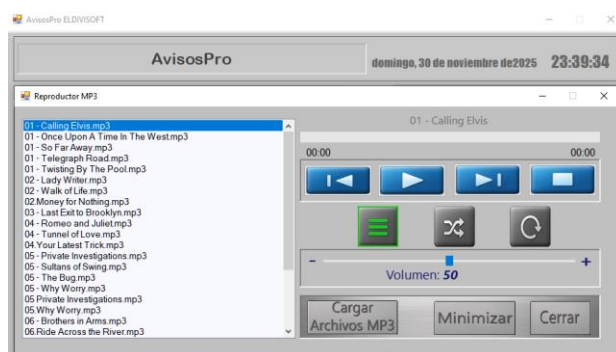 AvisosPro ELDIVISOFT
AvisosPro
domingo, 30 de noviembre de2025
23:39:34
Reproductor MP3
01 - Calling Elvis.mp3
01 - Once Upon A Time In The West.mp3
01 - So Far Away.mp3
01 - Telegraph Road.mp3
01 - Twisting By The Pool.mp3
02 - Lady Writer.mp3
02 - Walk of Life.mp3
02.Money for Nothing.mp3
03 - Last Exit to Brooklyn.mp3
04 - Romeo and Juliet.mp3
04 - Tunnel of Love.mp3
04.Your Latest Trick.mp3
05 - Private Investigations.mp3
05 - Sultans of Swing.mp3
05 - The Bug.mp3
05 - Why Worry.mp3
05.Private Investigations.mp3
05.Why Worry.mp3
06 - Brothers in Arms.mp3
06.Ride Across the River.mp3
01 - Calling Elvis
00:00
00:00
- +
Volumen: 50
Cargar
Archivos MP3
Minimizar
Cerrar